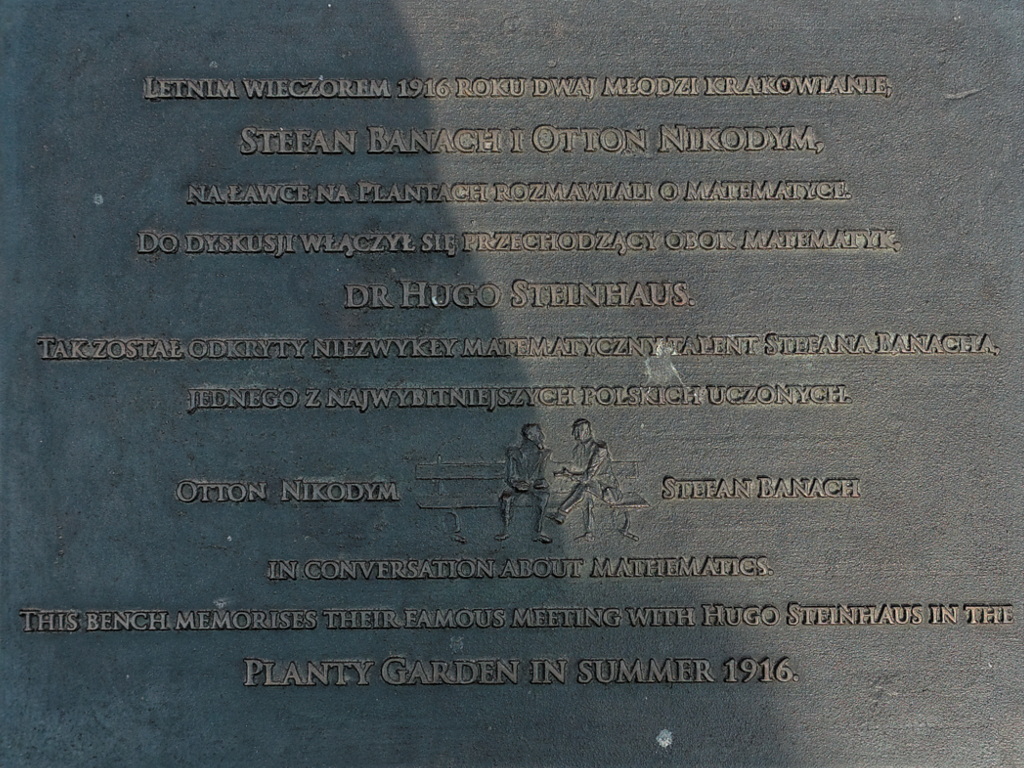 Letnim wieczorem 1916 roku dwaj młodzi krakowianie,
Stefan Banach i Otton Nikodym,
na ławce na Plantach rozmawiali o matematyce.
Do dyskusji włączył się przechodzący obok matematyk,
dr Hugo Steinhaus.
Tak został odkryty niezwykły matematyczny talent Stefana Banacha,
jednego z najwybitniejszych polskich uczonych.
Otton Nikodym Stefan Banach
in conversation about mathematics.
This bench memorises their famous meeting with Hugo Steinhaus in the
Planty Garden in summer 1916.